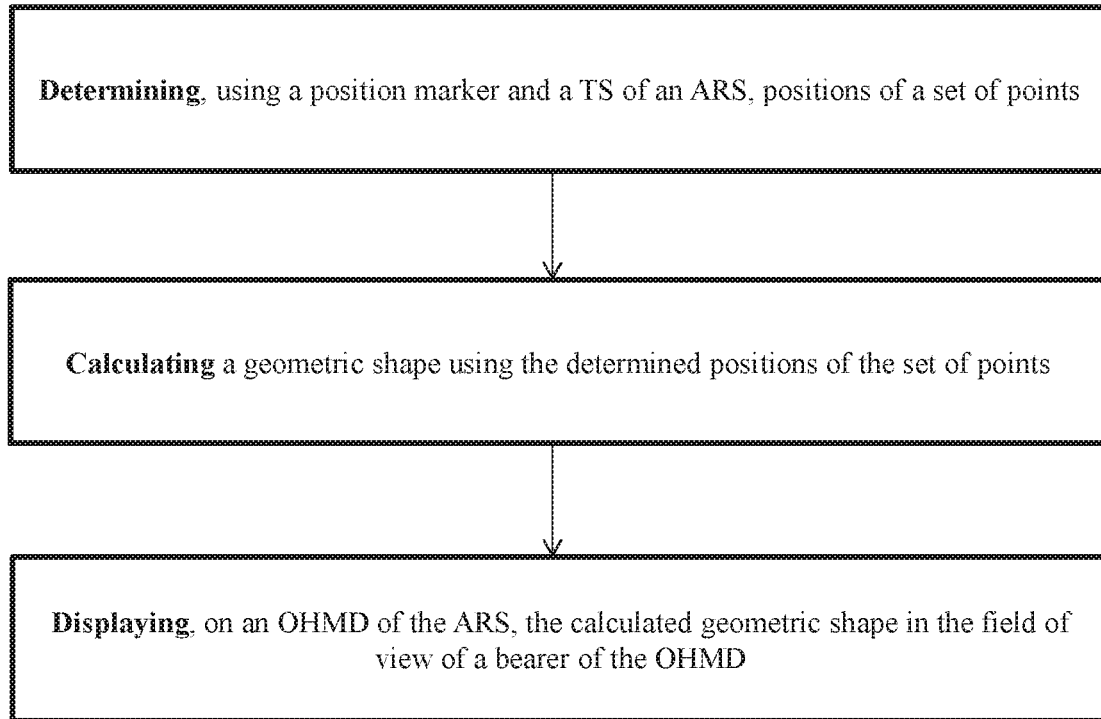 Determining, using a position marker and a TS of an ARS, positions of a set of points
Calculating a geometric shape using the determined positions of the set of points
Displaying, on an OHMD of the ARS, the calculated geometric shape in the field of
view of a bearer of the OHMD